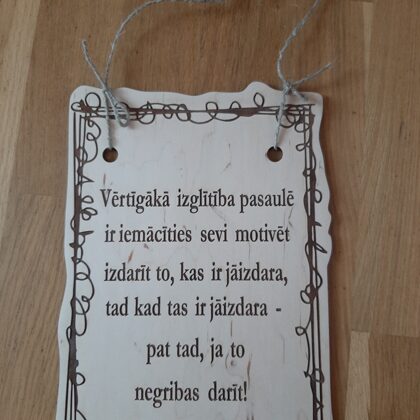 Vērtīgākā izglītība pasaulē
ir iemācīties sevi motivēt
izdarīt to, kas ir jāizdara,
tad kad tas ir jāizdara -
pat tad, ja to
negribas darīt!